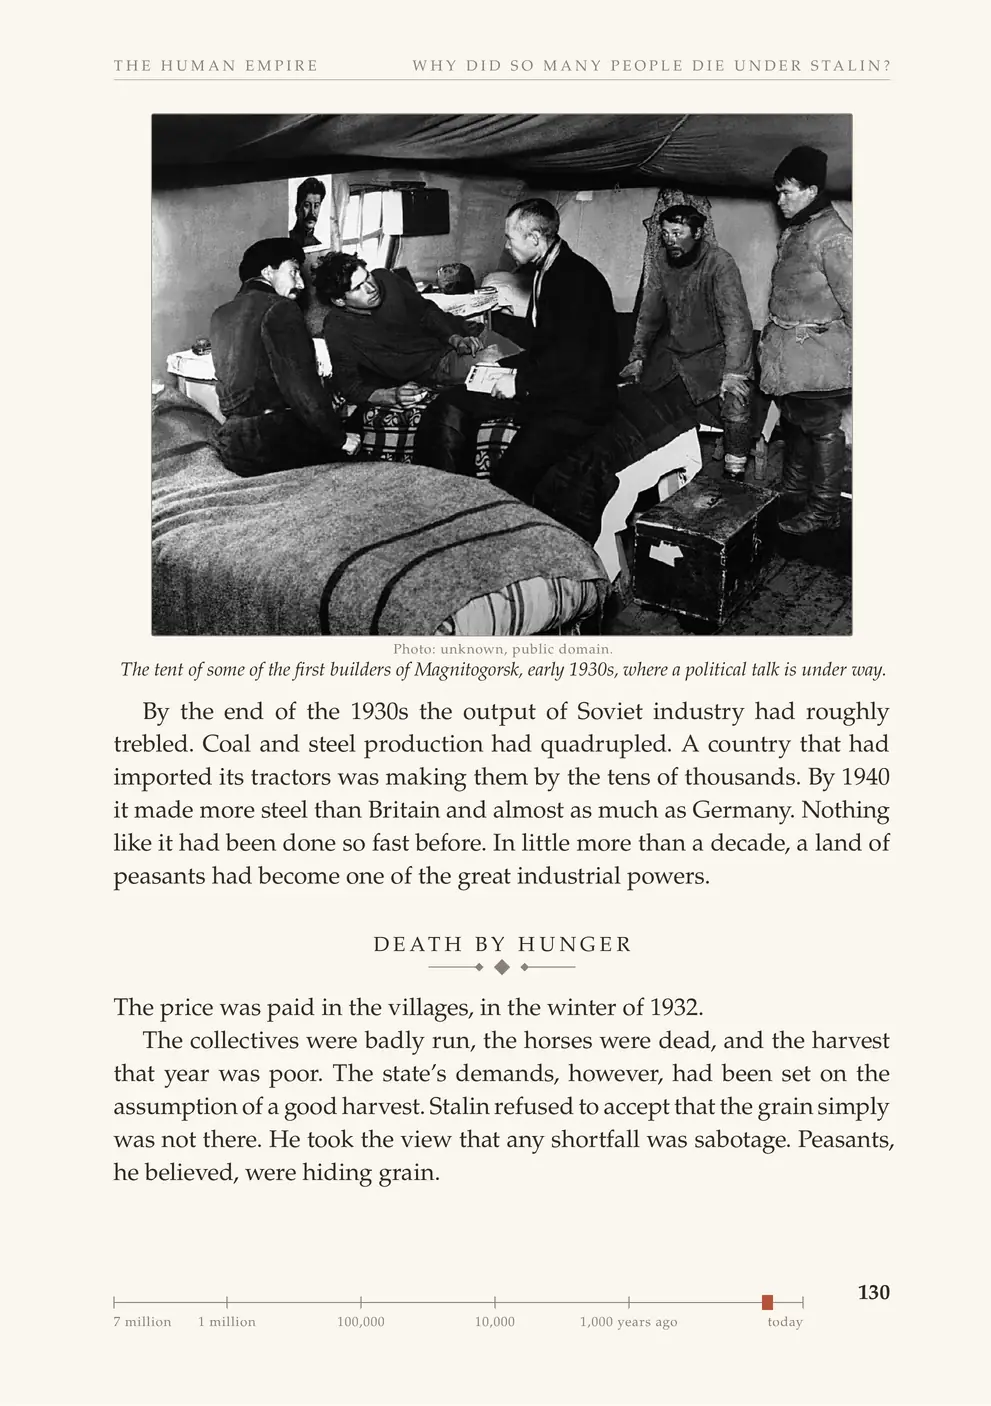 THE HUMAN EMPIRE
WHY DID SO MANY PEOPLE DIE UNDER STALIN?
Photo: unknown, public domain.
The tent of some of the first builders of Magnitogorsk, early 1930s, where a political talk is under way.
By the end of the 1930s the output of Soviet industry had roughly
trebled. Coal and steel production had quadrupled. A country that had
imported its tractors was making them by the tens of thousands. By 1940
it made more steel than Britain and almost as much as Germany. Nothing
like it had been done so fast before. In little more than a decade, a land of
peasants had become one of the great industrial powers.
DEATH BY HUNGER
The price was paid in the villages, in the winter of 1932.
The collectives were badly run, the horses were dead, and the harvest
that year was poor. The state’s demands, however, had been set on the
assumption of a good harvest. Stalin refused to accept that the grain simply
was not there. He took the view that any shortfall was sabotage. Peasants,
he believed, were hiding grain.
130
7 million 1 million 100,000 10,000 1,000 years ago today